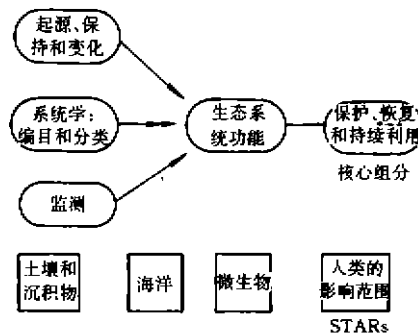 起源、保
持和变化
系统学:
编目和分类
监测
生态系
统功能
保护、恢复
和持续利用
核心组分
土壤和
沉积物
海洋
微生物
人类的
影响范围
STARs